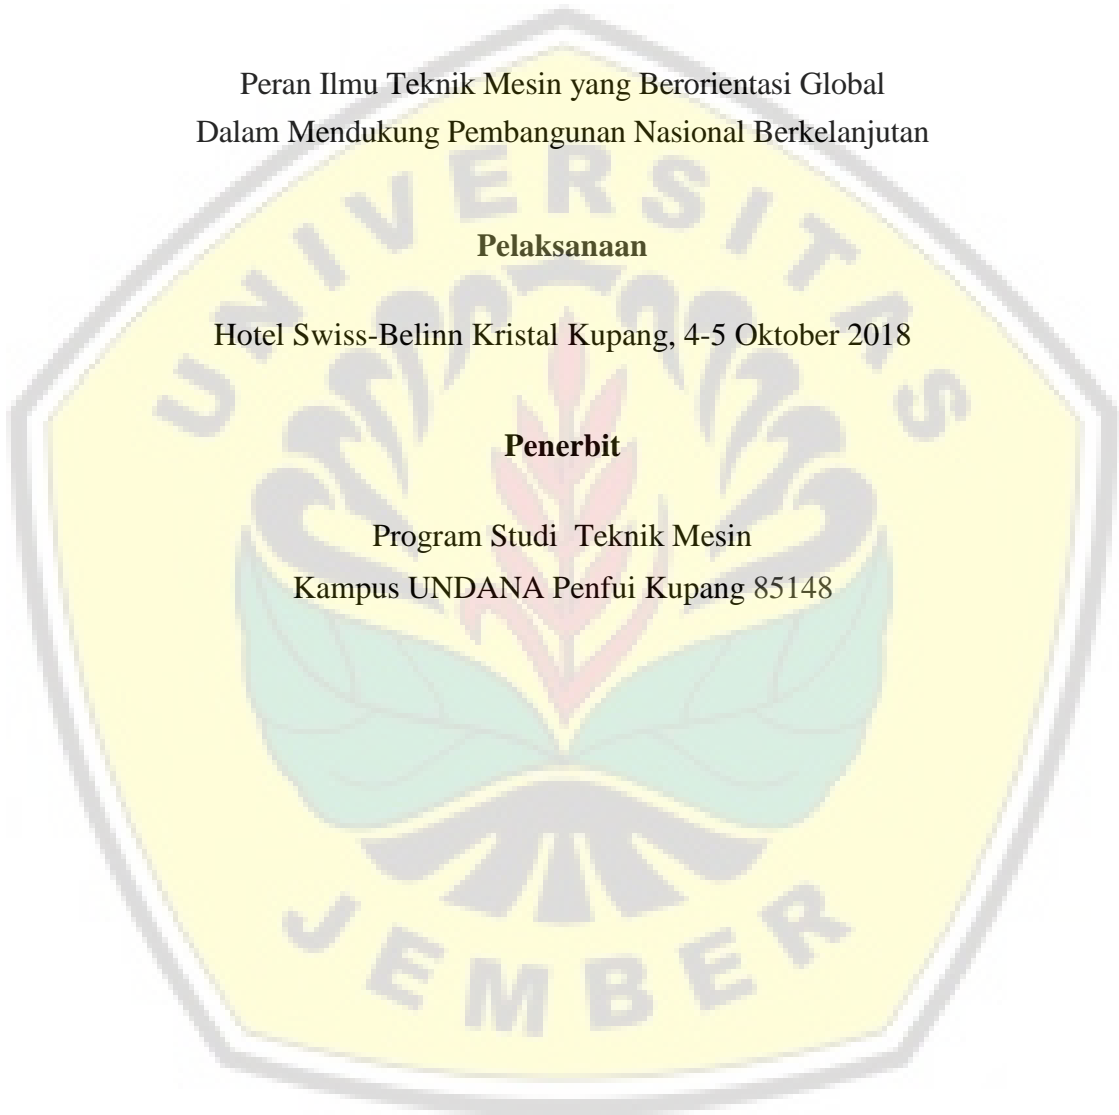 Peran Ilmu Teknik Mesin yang Berorientasi Global
Dalam Mendukung Pembangunan Nasional Berkelanjutan
UNIVERSITAS
Pelaksanaan
Hotel Swiss-Belinn Kristal Kupang, 4-5 Oktober 2018
Penerbit
Program Studi  Teknik Mesin
Kampus UNDANA Penfui Kupang 85148
JEMBER